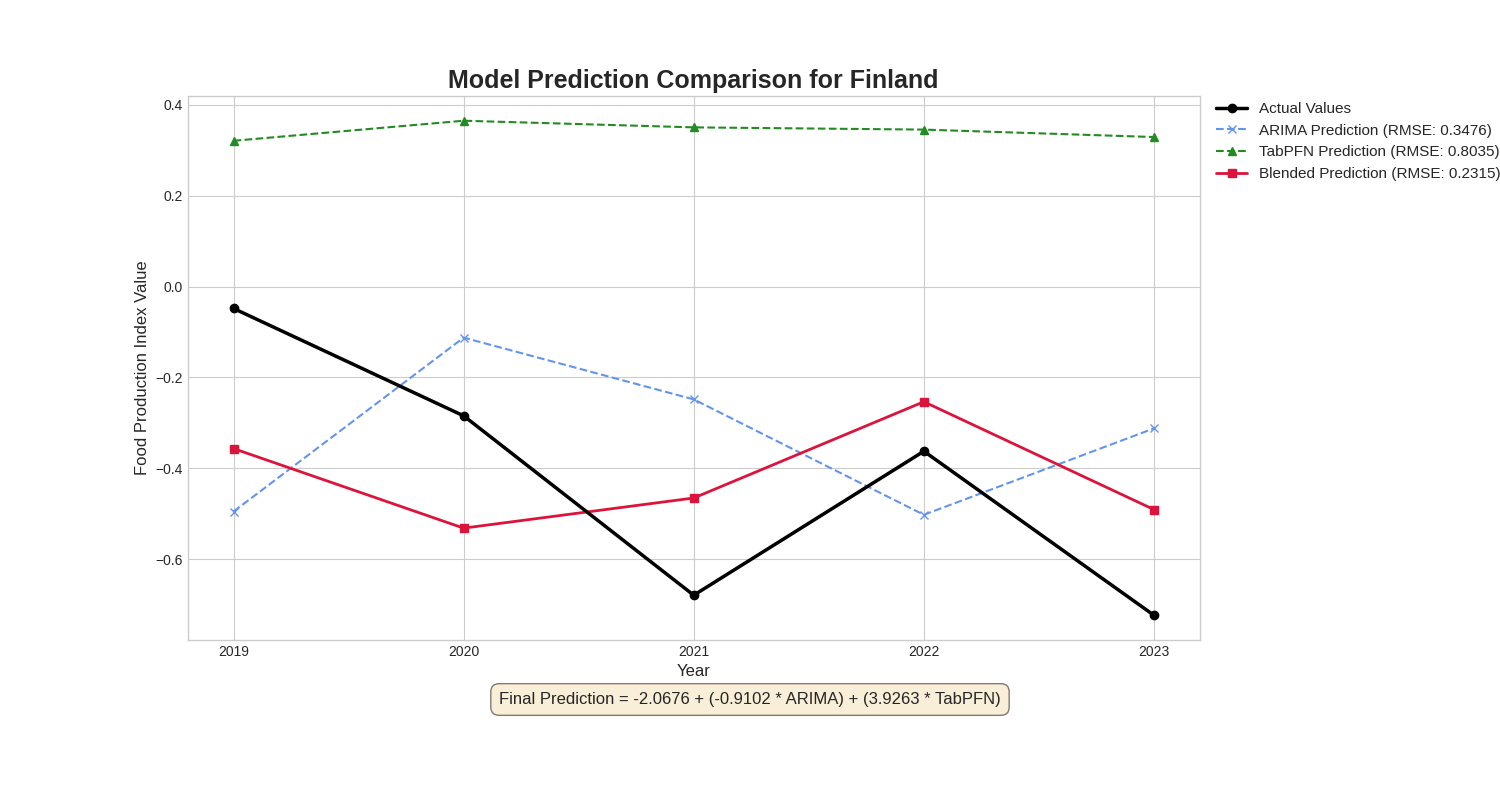 Model Prediction Comparison for Finland
Actual Values
ARIMA Prediction (RMSE: 0.3476)
TabPFN Prediction (RMSE: 0.8035)
Blended Prediction (RMSE: 0.2315)
Food Production Index Value
0.4
0.2
0.0
−0.2
−0.4
−0.6
2019 2020 2021 2022 2023
Year
Final Prediction = -2.0676 + (-0.9102 * ARIMA) + (3.9263 * TabPFN)